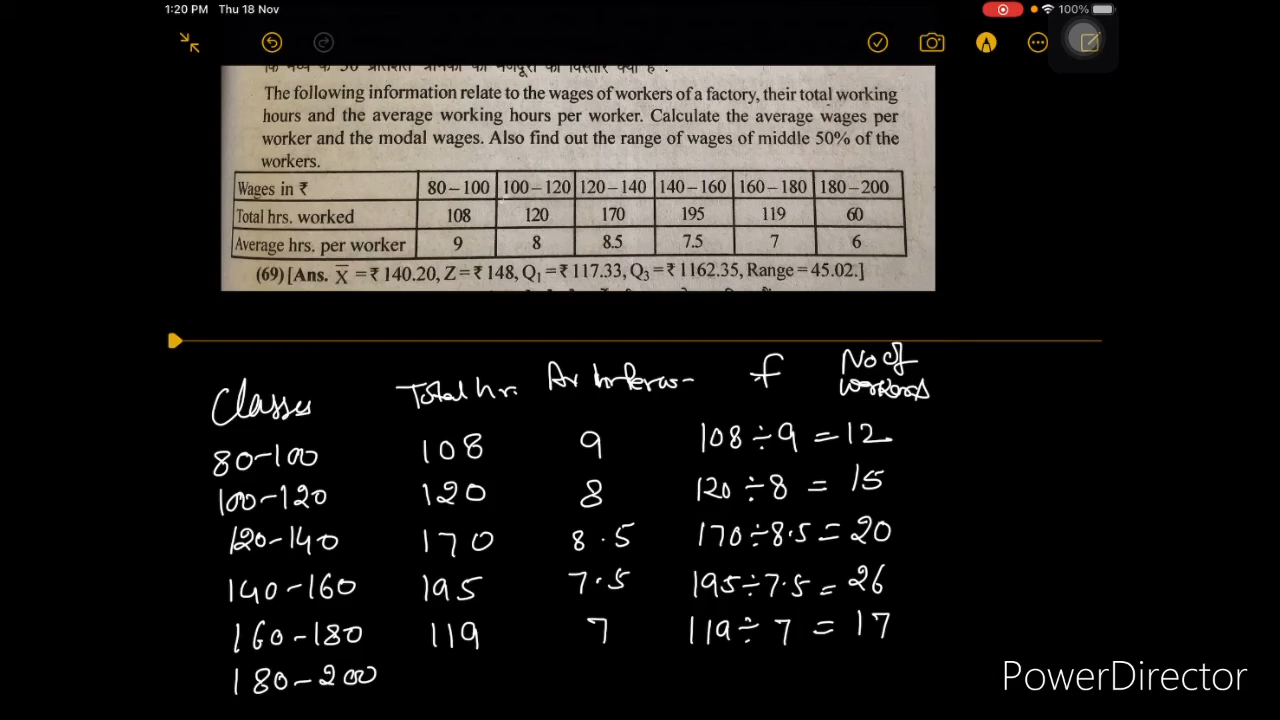 1:20 PM Thu 18 Nov
100%
The following information relate to the wages of workers of a factory, their total working
hours and the average working hours per worker. Calculate the average wages per
worker and the modal wages. Also find out the range of wages of middle 50% of the
workers.
Wages in ₹ 80–100 100–120 120–140 140–160 160–180 180–200
Total hrs. worked 108 120 170 195 119 60
Average hrs. per worker 9 8 8.5 7.5 7 6
(69) [Ans. X̄ = ₹ 140.20, Z = ₹ 148, Q₁ = ₹ 117.33, Q₃ = ₹ 1162.35, Range = 45.02.]
Classes Total hr. Av hr f No of workers
80-100 108 9 108÷9 = 12
100-120 120 8 120÷8 = 15
120-140 170 8.5 170÷8.5 = 20
140-160 195 7.5 195÷7.5 = 26
160-180 119 7 119÷7 = 17
180-200
PowerDirector